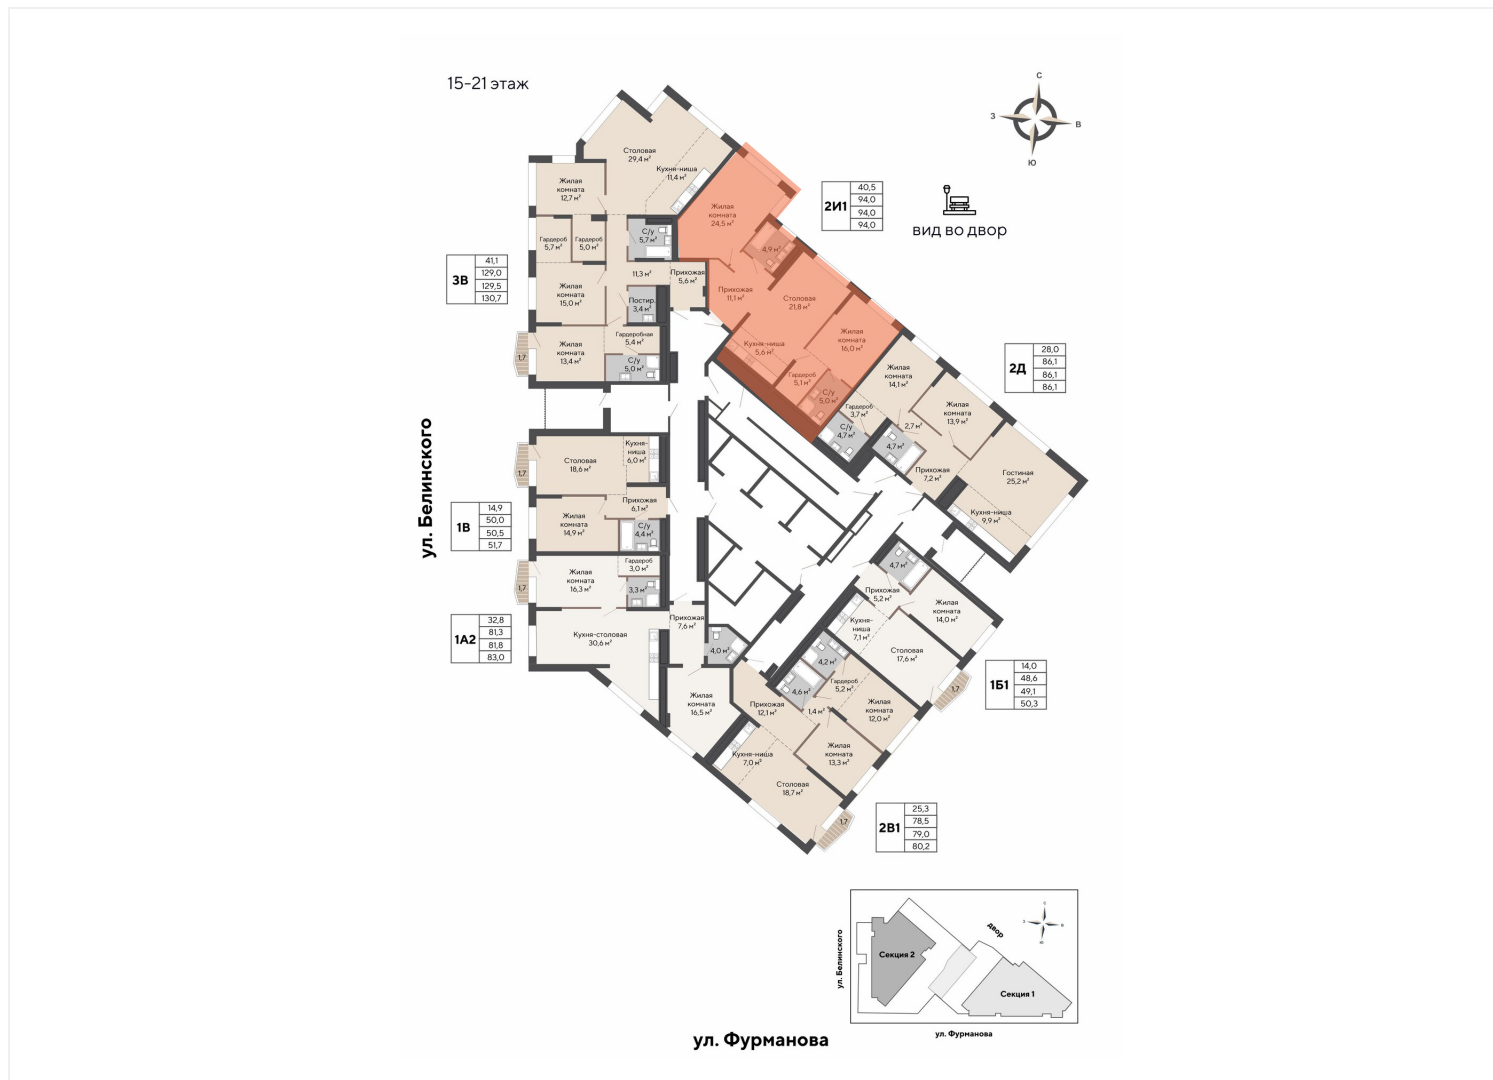 15-21 этаж
С
З
В
Ю
вид во двор
2И1
40,5
94,0
94,0
94,0
3В
41,1
129,0
129,5
130,7
2Д
28,0
86,1
86,1
86,1
1В
14,9
50,0
50,5
51,7
1А2
32,8
81,3
81,8
83,0
1Б1
14,0
48,6
49,1
50,3
2В1
25,3
78,5
79,0
80,2
Столовая
29,4 м²
Кухня-ниша
11,4 м²
Жилая
комната
12,7 м²
Гардероб
5,7 м²
Гардероб
5,0 м²
С/у
5,7 м²
11,3 м²
Прихожая
5,6 м²
Жилая
комната
15,0 м²
Постир.
3,4 м²
Жилая
комната
13,4 м²
Гардеробная
5,4 м²
С/у
5,0 м²
1,7
Жилая
комната
24,5 м²
4,9 м²
Прихожая
11,1 м²
Столовая
21,8 м²
Кухня-ниша
5,6 м²
Жилая
комната
16,0 м²
Гардероб
5,1 м²
С/у
5,0 м²
Жилая
комната
14,1 м²
Гардероб
3,7 м²
С/у
4,7 м²
2,7 м²
4,7 м²
Жилая
комната
13,9 м²
Прихожая
7,2 м²
Гостиная
25,2 м²
Кухня-ниша
9,9 м²
1,7
Столовая
18,6 м²
Кухня-
ниша
6,0 м²
Прихожая
6,1 м²
Жилая
комната
14,9 м²
С/у
4,4 м²
1,7
Жилая
комната
16,3 м²
Гардероб
3,0 м²
3,3 м²
Кухня-столовая
30,6 м²
Прихожая
7,6 м²
4,0 м²
Жилая
комната
16,5 м²
4,7 м²
Прихожая
5,2 м²
Жилая
комната
14,0 м²
Кухня-
ниша
7,1 м²
Столовая
17,6 м²
1,7
4,2 м²
4,6 м²
Гардероб
5,2 м²
1,4 м²
Прихожая
12,1 м²
Жилая
комната
12,0 м²
Жилая
комната
13,3 м²
Кухня-ниша
7,0 м²
Столовая
18,7 м²
1,7
ул. Белинского
ул. Фурманова
С
З
В
Ю
двор
Секция 2
Секция 1
ул. Белинского
ул. Фурманова